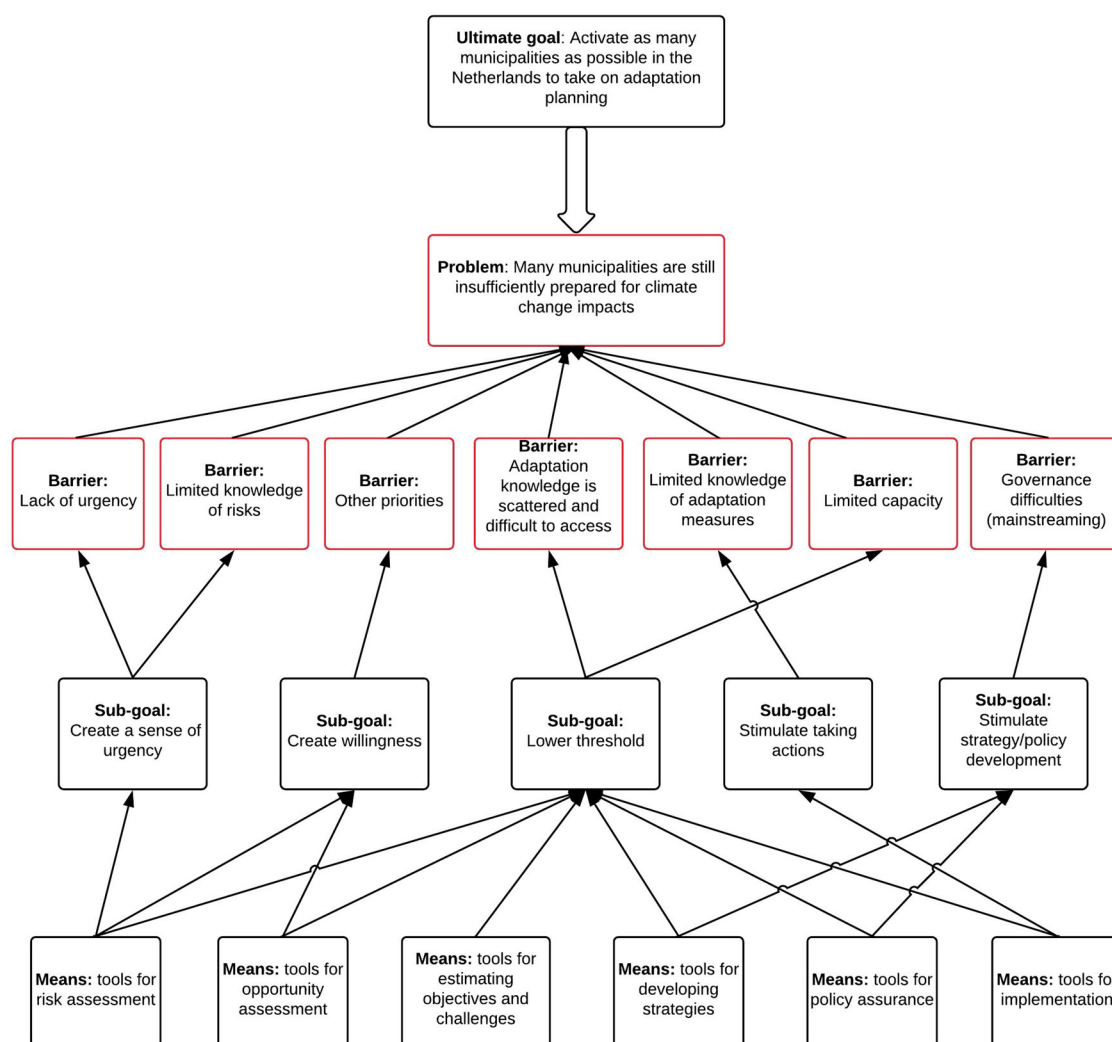 Ultimate goal: Activate as many
municipalities as possible in the
Netherlands to take on adaptation
planning
Problem: Many municipalities are still
insufficiently prepared for climate
change impacts
Barrier:
Lack of urgency
Barrier:
Limited knowledge
of risks
Barrier:
Other priorities
Barrier:
Adaptation
knowledge is
scattered and
difficult to access
Barrier:
Limited knowledge
of adaptation
measures
Barrier:
Limited capacity
Barrier:
Governance
difficulties
(mainstreaming)
Sub-goal:
Create a sense of
urgency
Sub-goal:
Create willingness
Sub-goal:
Lower threshold
Sub-goal:
Stimulate taking
actions
Sub-goal:
Stimulate
strategy/policy
development
Means: tools for
risk assessment
Means: tools for
opportunity
assessment
Means: tools for
estimating
objectives and
challenges
Means: tools for
developing
strategies
Means: tools for
policy assurance
Means: tools for
implementation